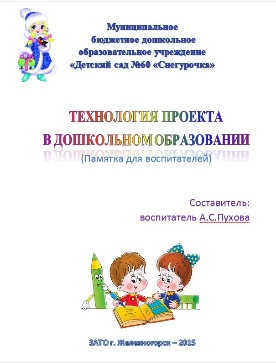 Муниципальное
бюджетное дошкольное
образовательное учреждение
«Детский сад №60 «Снегурочка»
ТЕХНОЛОГИЯ ПРОЕКТА
В ДОШКОЛЬНОМ ОБРАЗОВАНИИ
(Памятка для воспитателей)
Составитель:
воспитатель А.С.Пухова
ЗАТО г. Железногорск – 2015